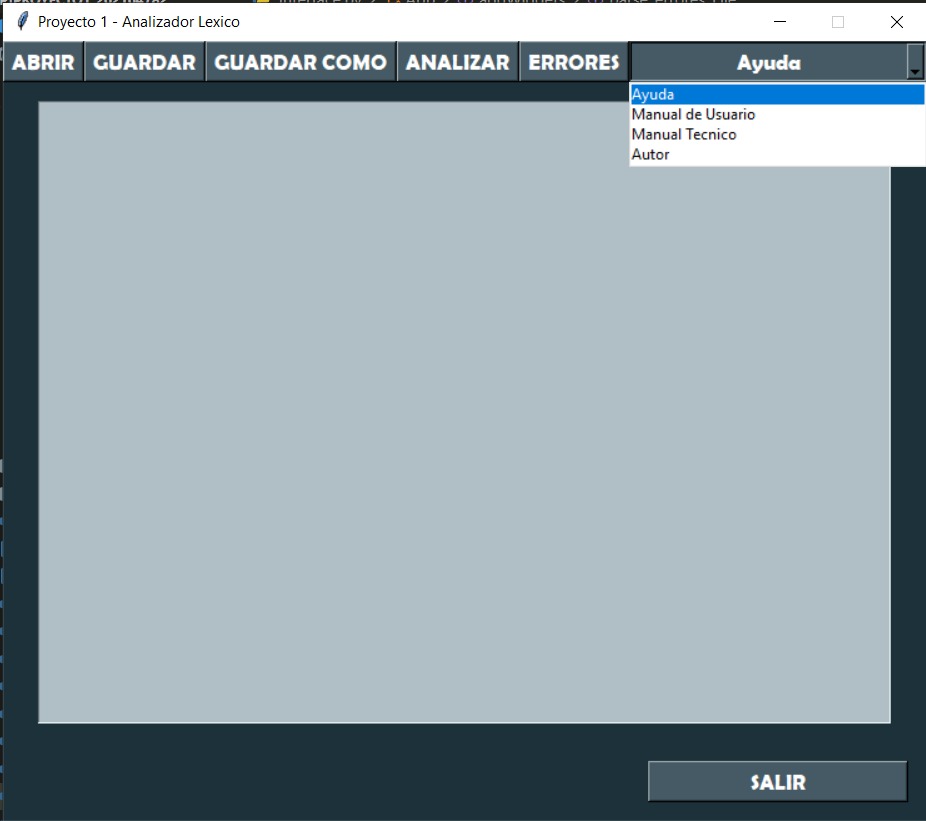 Proyecto 1 - Analizador Lexico
ABRIR GUARDAR GUARDAR COMO ANALIZAR ERRORES Ayuda
Ayuda
Manual de Usuario
Manual Tecnico
Autor
SALIR